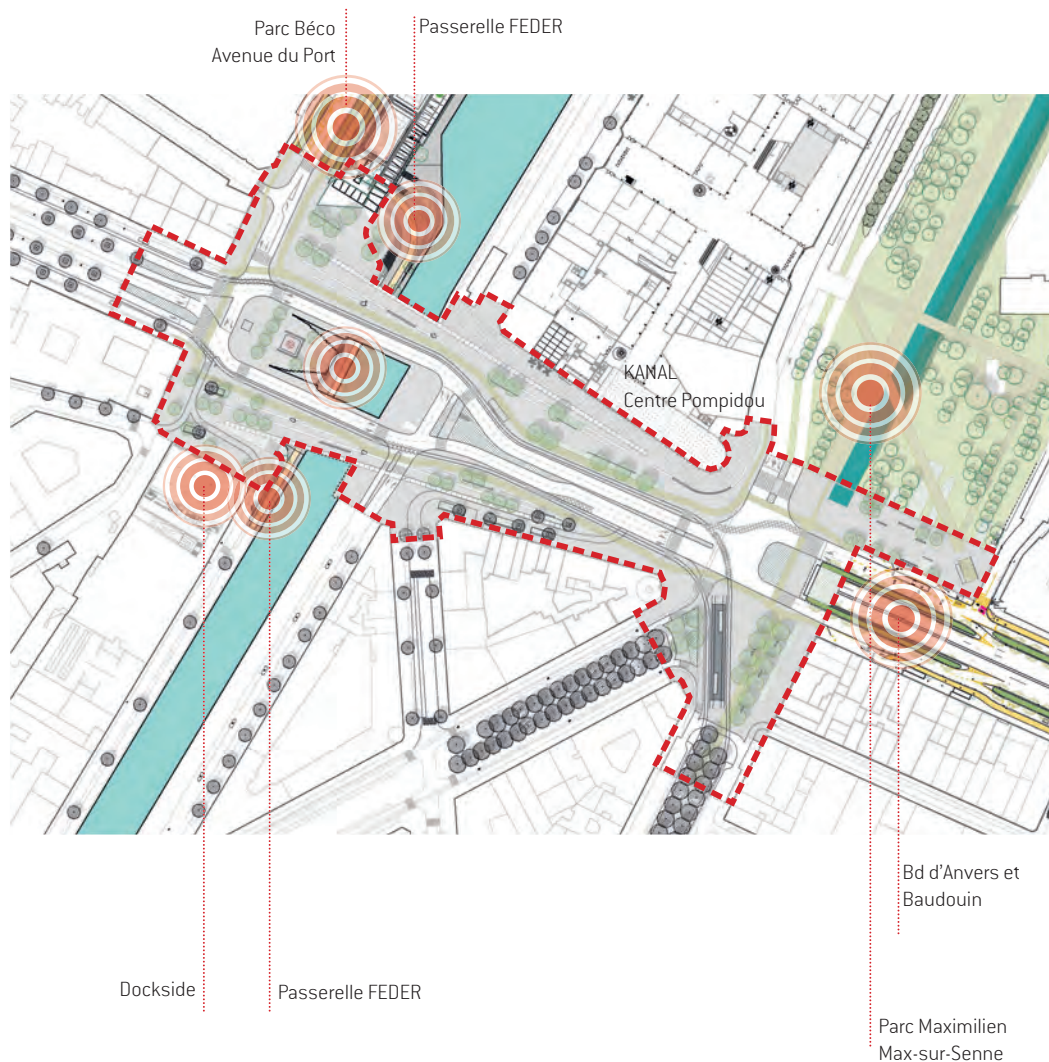 Parc Béco
Avenue du Port
Passerelle FEDER
KANAL
Centre Pompidou
Bd d'Anvers et
Baudouin
Dockside
Passerelle FEDER
Parc Maximilien
Max-sur-Senne